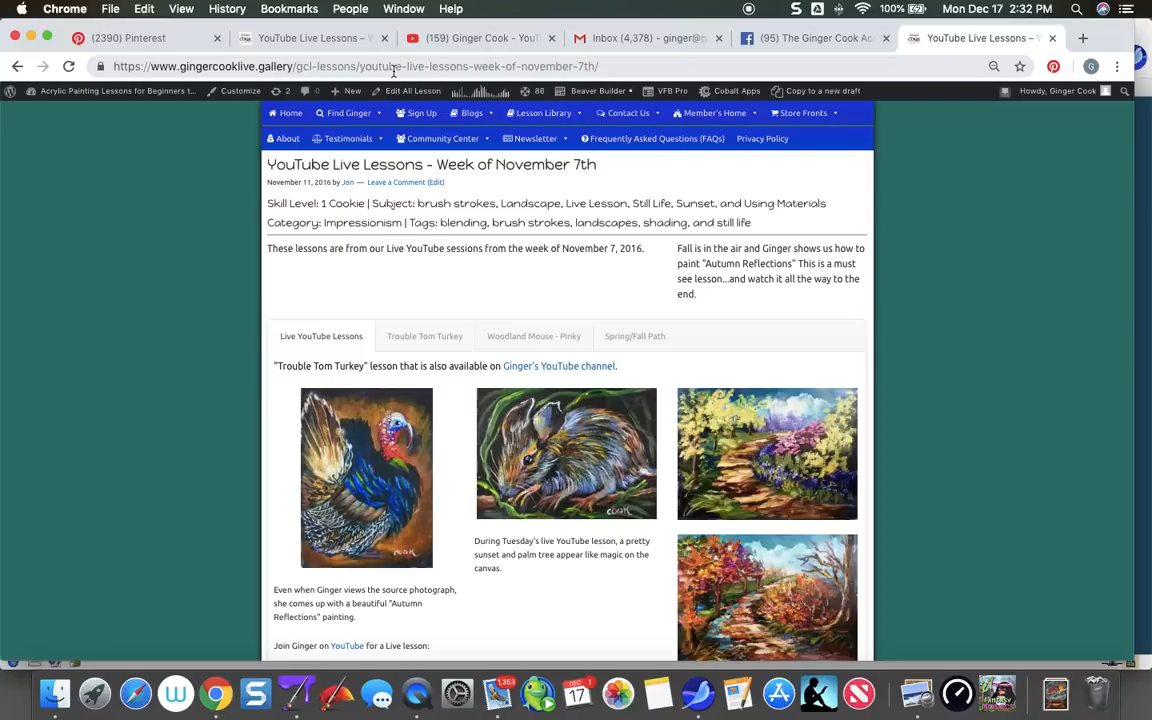 Chrome File Edit View History Bookmarks People Window Help 100% Mon Dec 17 2:32 PM
(2390) Pinterest YouTube Live Lessons – W (159) Ginger Cook - YouT Inbox (4,378) - ginger@g (95) The Ginger Cook Ac YouTube Live Lessons – W
https://www.gingercooklive.gallery/gcl-lessons/youtube-live-lessons-week-of-november-7th/
Acrylic Painting Lessons for Beginners t... Customize 2 0 New Edit All Lesson 86 Beaver Builder VFB Pro Cobalt Apps Copy to a new draft Howdy, Ginger Cook
Home Find Ginger Sign Up Blogs Lesson Library Contact Us Member's Home Store Fronts
About Testimonials Community Center Newsletter Frequently Asked Questions (FAQs) Privacy Policy
YouTube Live Lessons – Week of November 7th
November 11, 2016 by Jon — Leave a Comment (Edit)
Skill Level: 1 Cookie | Subject: brush strokes, Landscape, Live Lesson, Still Life, Sunset, and Using Materials
Category: Impressionism | Tags: blending, brush strokes, landscapes, shading, and still life
These lessons are from our Live YouTube sessions from the week of November 7, 2016.
Fall is in the air and Ginger shows us how to
paint "Autumn Reflections" This is a must
see lesson...and watch it all the way to the
end.
Live YouTube Lessons Trouble Tom Turkey Woodland Mouse - Pinky Spring/Fall Path
"Trouble Tom Turkey" lesson that is also available on Ginger's YouTube channel.
COOK
COOK
During Tuesday's live YouTube lesson, a pretty
sunset and palm tree appear like magic on the
canvas.
Even when Ginger views the source photograph,
she comes up with a beautiful "Autumn
Reflections" painting.
Join Ginger on YouTube for a Live lesson:
1,353
DEC
17
1